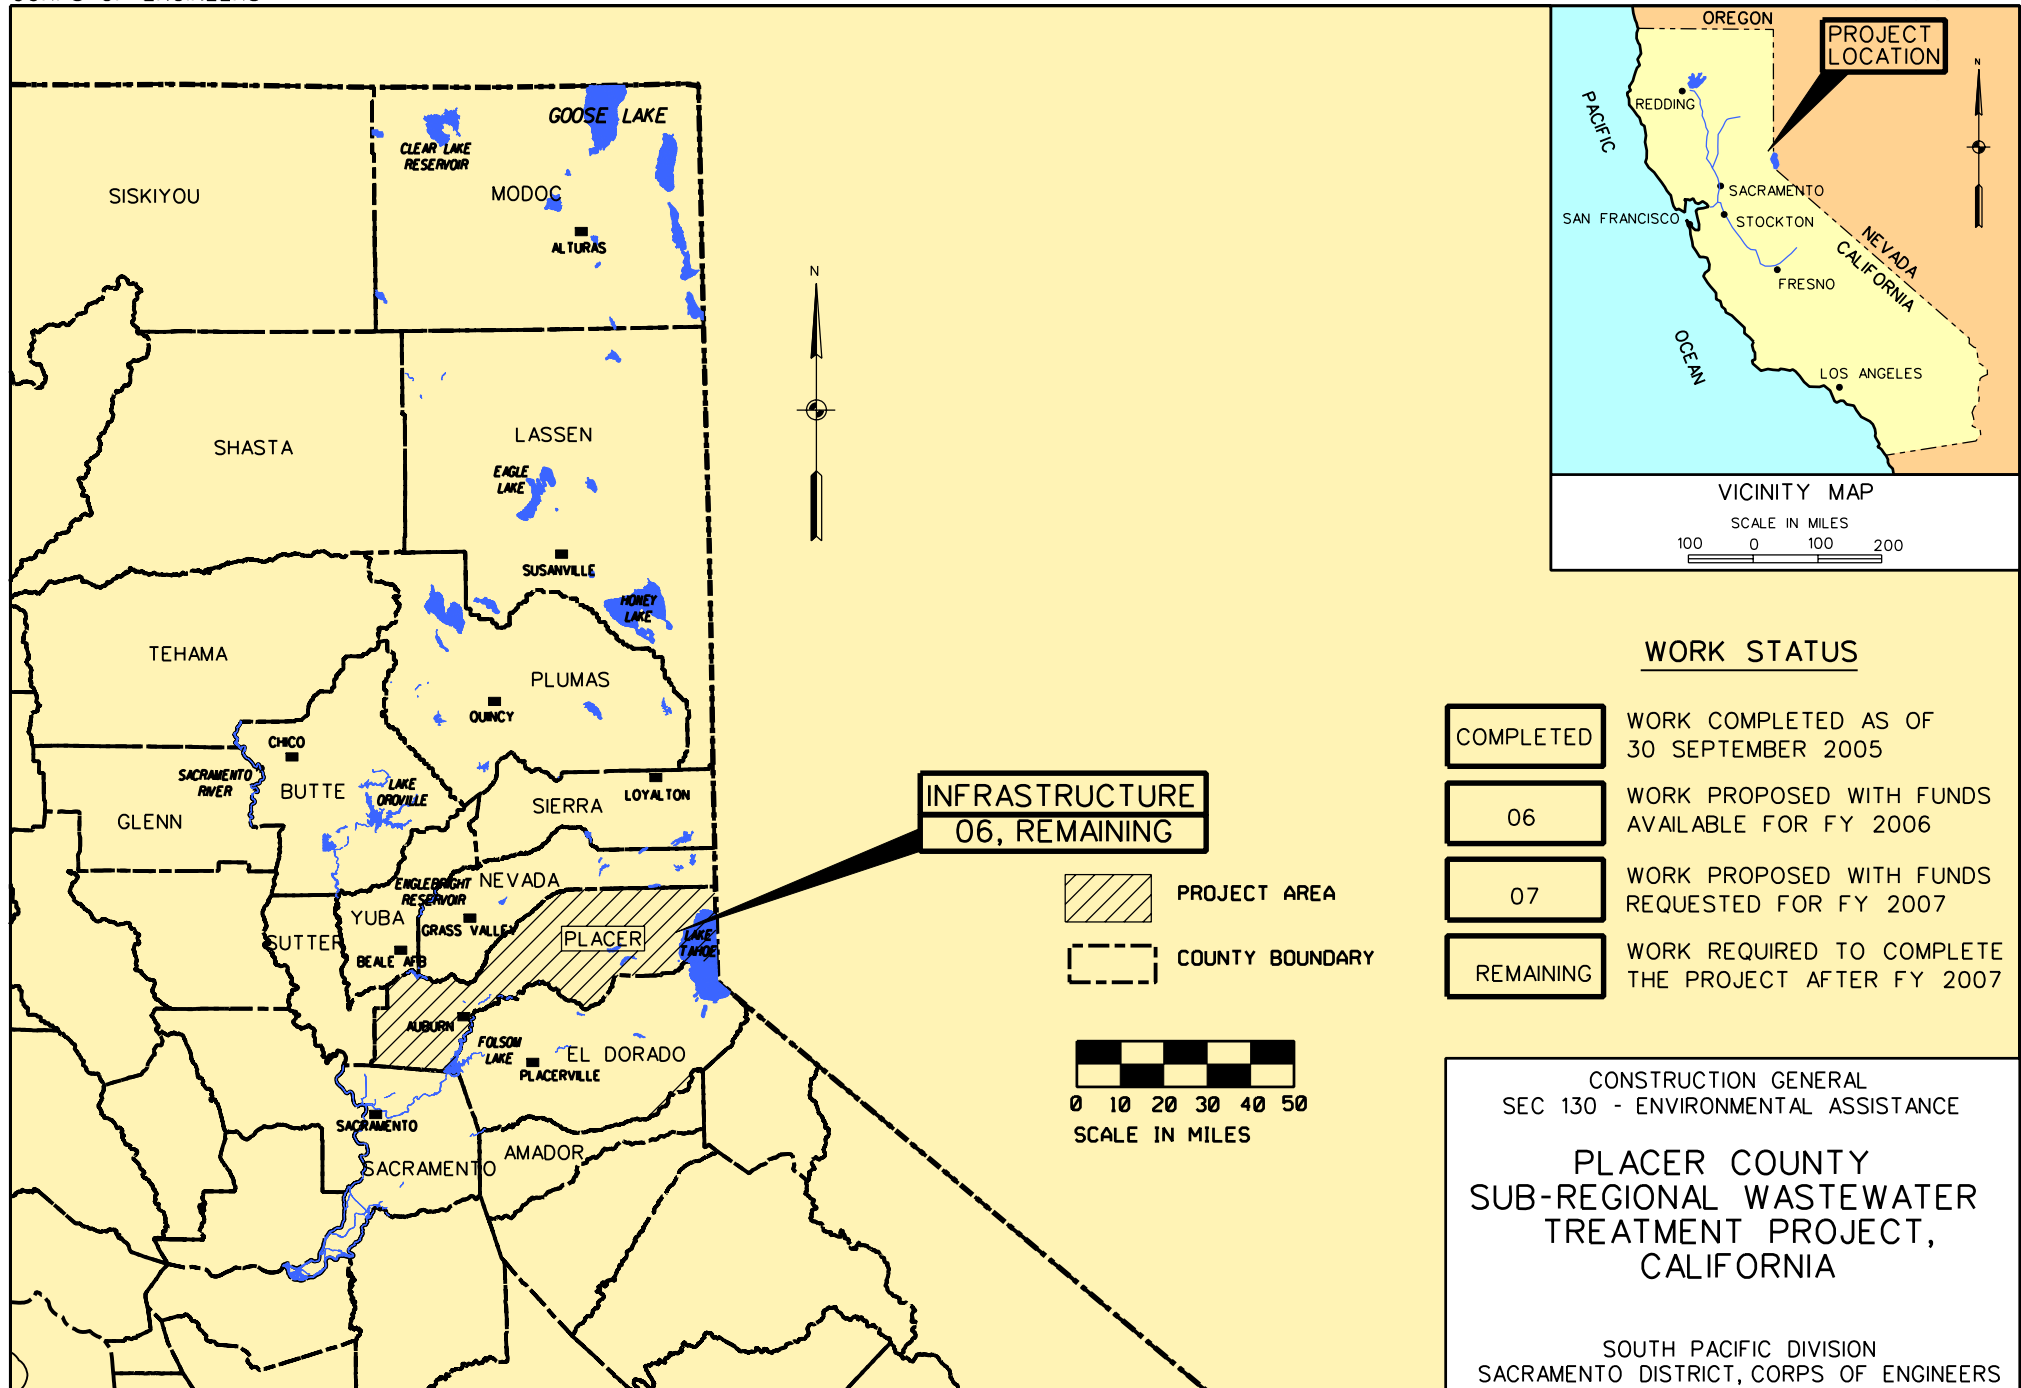 CORPS OF ENGINEERS
OREGON
PROJECT
LOCATION
N
PACIFIC
REDDING
SACRAMENTO
SAN FRANCISCO
STOCKTON
NEVADA
CALIFORNIA
FRESNO
OCEAN
LOS ANGELES
VICINITY MAP
SCALE IN MILES
100 0 100 200
GOOSE LAKE
CLEAR LAKE
RESERVOIR
SISKIYOU
MODOC
ALTURAS
N
SHASTA
LASSEN
EAGLE
LAKE
SUSANVILLE
HONEY
LAKE
TEHAMA
PLUMAS
QUINCY
CHICO
SACRAMENTO
RIVER
BUTTE
LAKE
OROVILLE
GLENN
SIERRA
LOYALTON
INFRASTRUCTURE
06, REMAINING
ENGLEBRIGHT
RESERVOIR
NEVADA
YUBA
GRASS VALLEY
SUTTER
BEALE AFB
PLACER
LAKE
TAHOE
AUBURN
FOLSOM
LAKE
EL DORADO
PLACERVILLE
SACRAMENTO
SACRAMENTO
AMADOR
PROJECT AREA
COUNTY BOUNDARY
0 10 20 30 40 50
SCALE IN MILES
WORK STATUS
COMPLETED
WORK COMPLETED AS OF
30 SEPTEMBER 2005
06
WORK PROPOSED WITH FUNDS
AVAILABLE FOR FY 2006
07
WORK PROPOSED WITH FUNDS
REQUESTED FOR FY 2007
REMAINING
WORK REQUIRED TO COMPLETE
THE PROJECT AFTER FY 2007
CONSTRUCTION GENERAL
SEC 130 - ENVIRONMENTAL ASSISTANCE
PLACER COUNTY
SUB-REGIONAL WASTEWATER
TREATMENT PROJECT,
CALIFORNIA
SOUTH PACIFIC DIVISION
SACRAMENTO DISTRICT, CORPS OF ENGINEERS